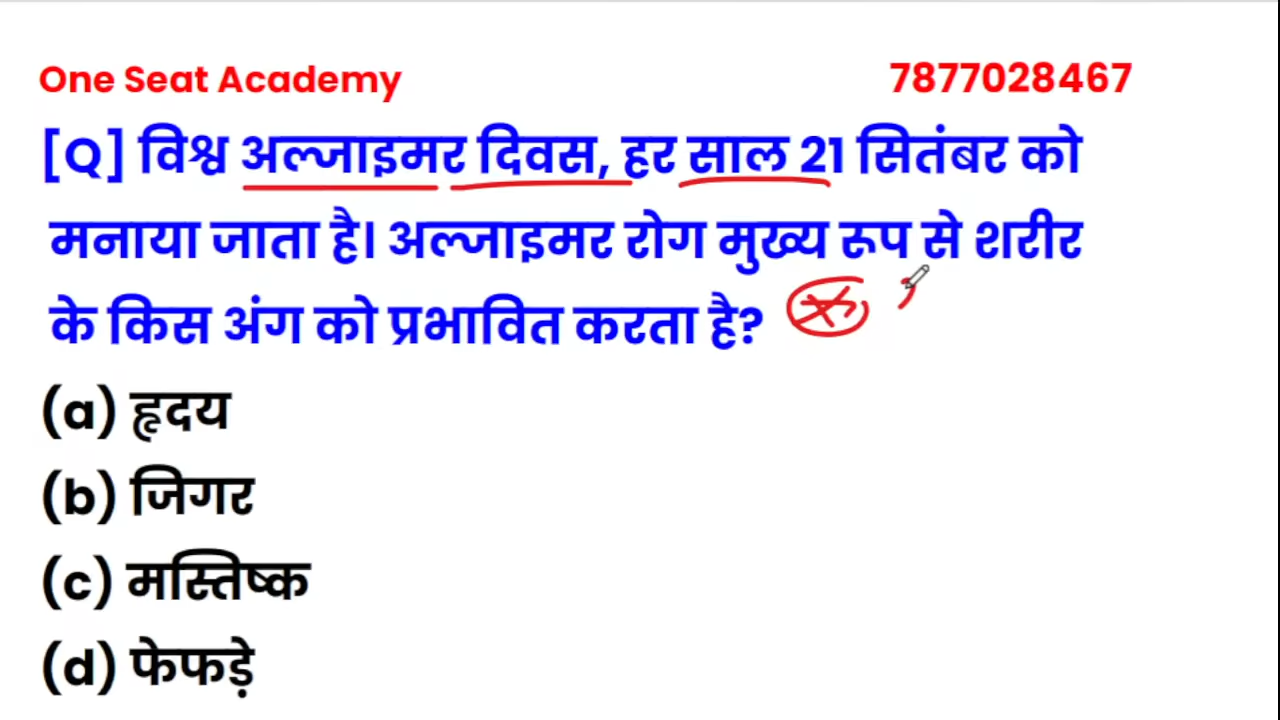 One Seat Academy 7877028467
[Q] विश्व अल्जाइमर दिवस, हर साल 21 सितंबर को
मनाया जाता है। अल्जाइमर रोग मुख्य रूप से शरीर
के किस अंग को प्रभावित करता है?
(a) हृदय
(b) जिगर
(c) मस्तिष्क
(d) फेफड़े